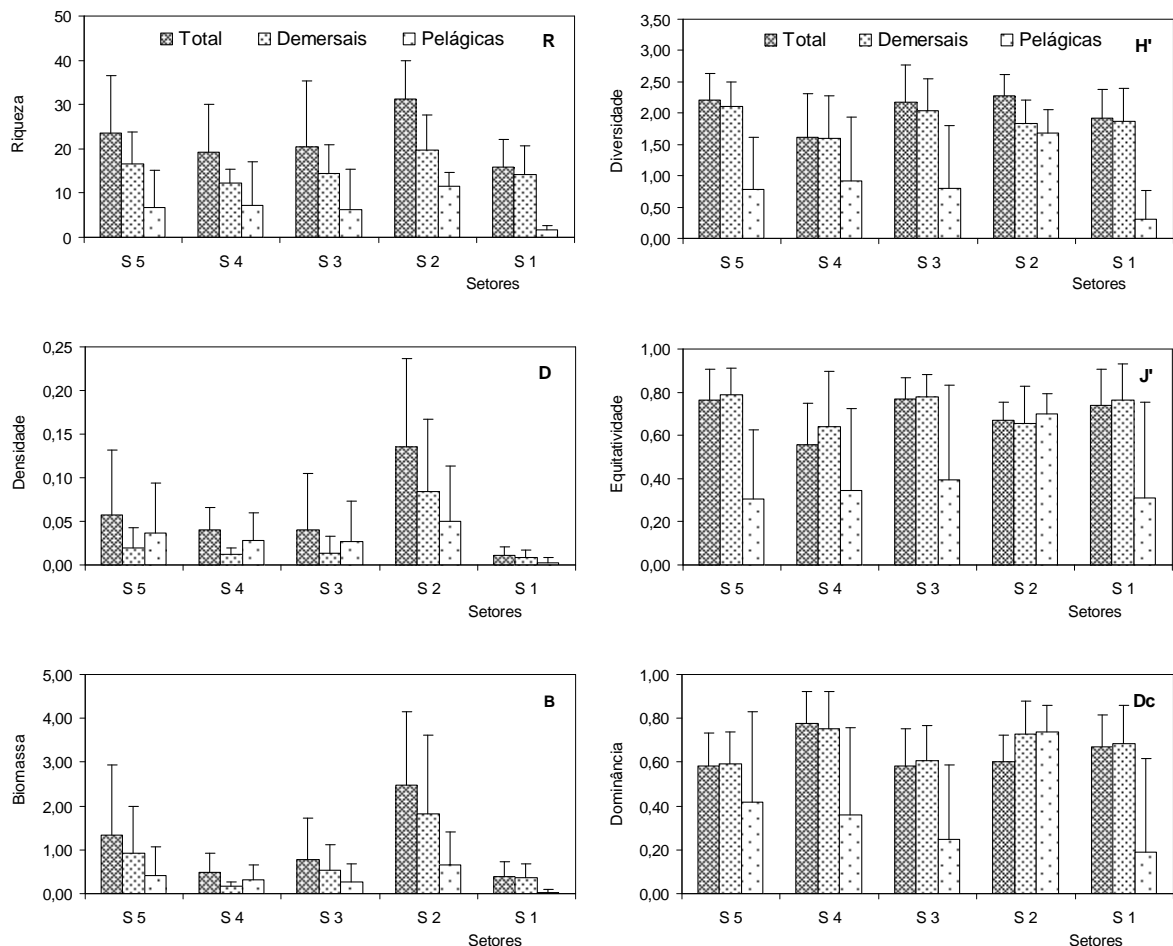 50
40
30
20
10
0
Riqueza
Total Demersais Pelágicas
R
S 5 S 4 S 3 S 2 S 1
Setores
3,50
3,00
2,50
2,00
1,50
1,00
0,50
0,00
Diversidade
Total Demersais Pelágicas
H'
S 5 S 4 S 3 S 2 S 1
Setores
0,25
0,20
0,15
0,10
0,05
0,00
Densidade
D
S 5 S 4 S 3 S 2 S 1
Setores
1,00
0,80
0,60
0,40
0,20
0,00
Equitatividade
J'
S 5 S 4 S 3 S 2 S 1
Setores
5,00
4,00
3,00
2,00
1,00
0,00
Biomassa
B
S 5 S 4 S 3 S 2 S 1
Setores
1,00
0,80
0,60
0,40
0,20
0,00
Dominância
Dc
S 5 S 4 S 3 S 2 S 1
Setores